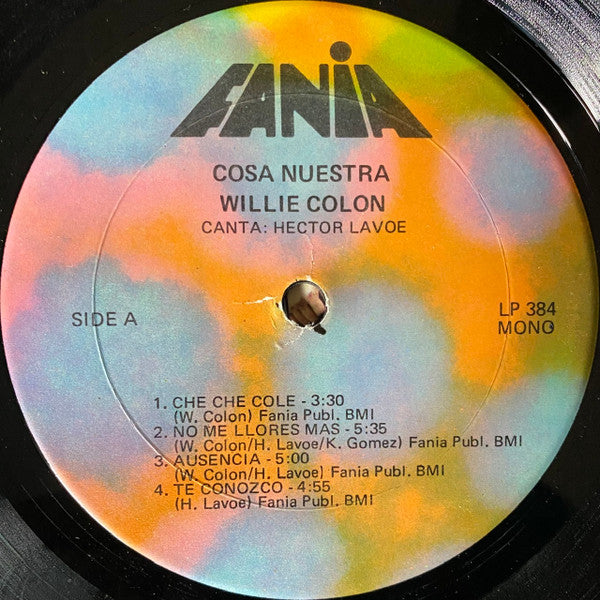 FANIA
COSA NUESTRA
WILLIE COLON
CANTA: HECTOR LAVOE
SIDE A
LP 384
MONO
1. CHE CHE COLE - 3:30
(W. Colon) Fania Publ. BMI
2. NO ME LLORES MAS - 5:35
(W. Colon/H. Lavoe/K. Gomez) Fania Publ. BMI
3. AUSENCIA - 5:00
(W. Colon/H. Lavoe) Fania Publ. BMI
4. TE CONOZCO - 4:55
(H. Lavoe) Fania Publ. BMI